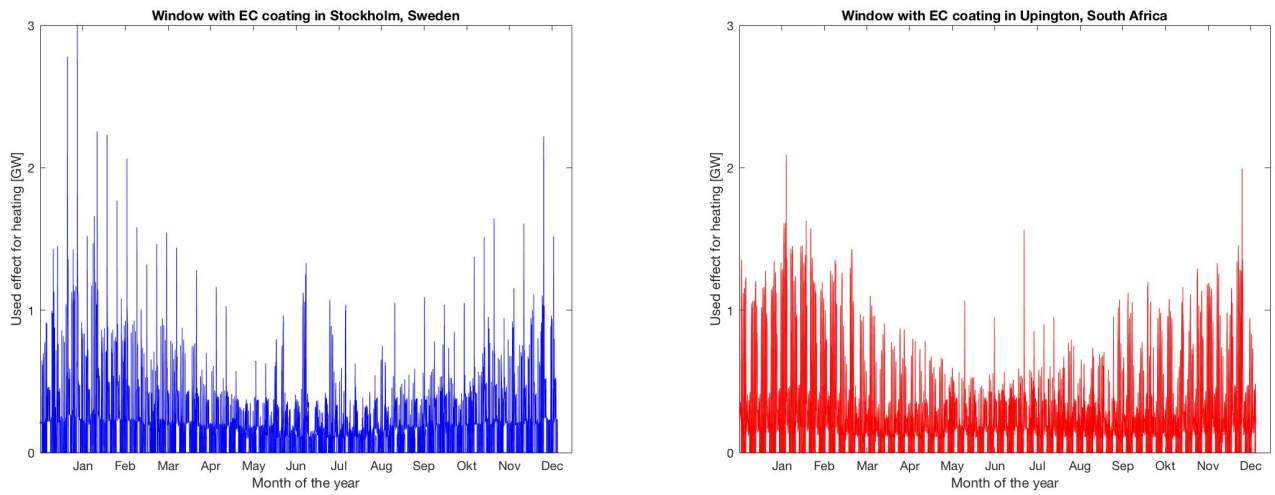 Window with EC coating in Stockholm, Sweden
3
2
1
0
Used effect for heating [GW]
Jan Feb Mar Apr May Jun Jul Aug Sep Okt Nov Dec
Month of the year
Window with EC coating in Upington, South Africa
3
2
1
0
Used effect for heating [GW]
Jan Feb Mar Apr May Jun Jul Aug Sep Okt Nov Dec
Month of the year